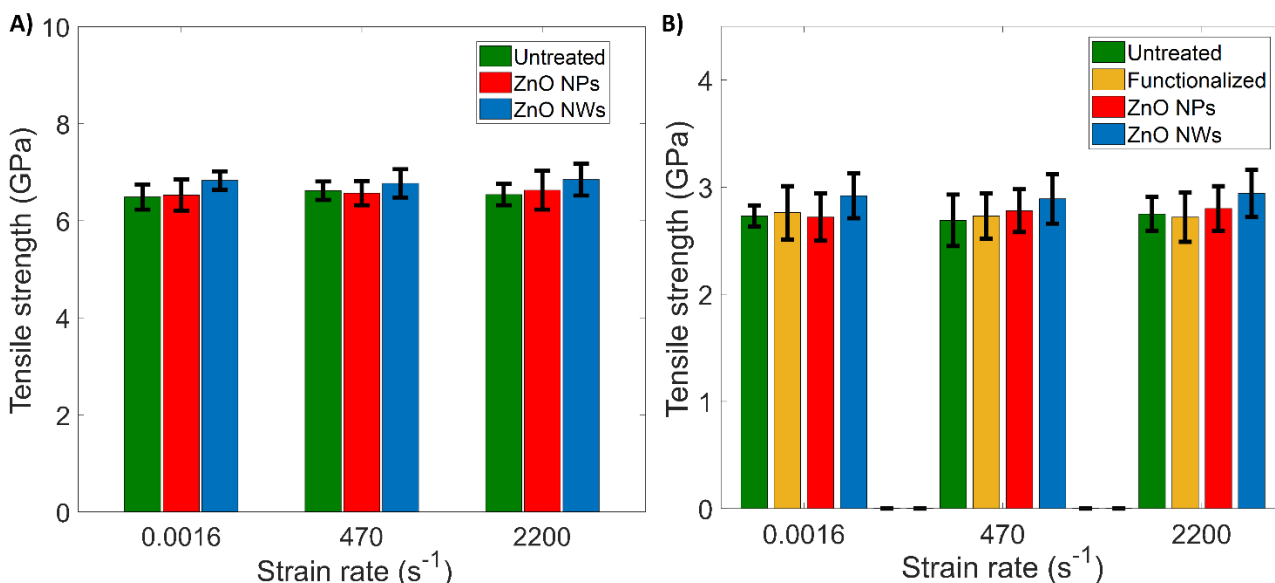 A)
10
8
6
4
2
0
Tensile strength (GPa)
Untreated
ZnO NPs
ZnO NWs
0.0016 470 2200
Strain rate (s⁻¹)
B)
4
3
2
1
0
Tensile strength (GPa)
Untreated
Functionalized
ZnO NPs
ZnO NWs
0.0016 470 2200
Strain rate (s⁻¹)